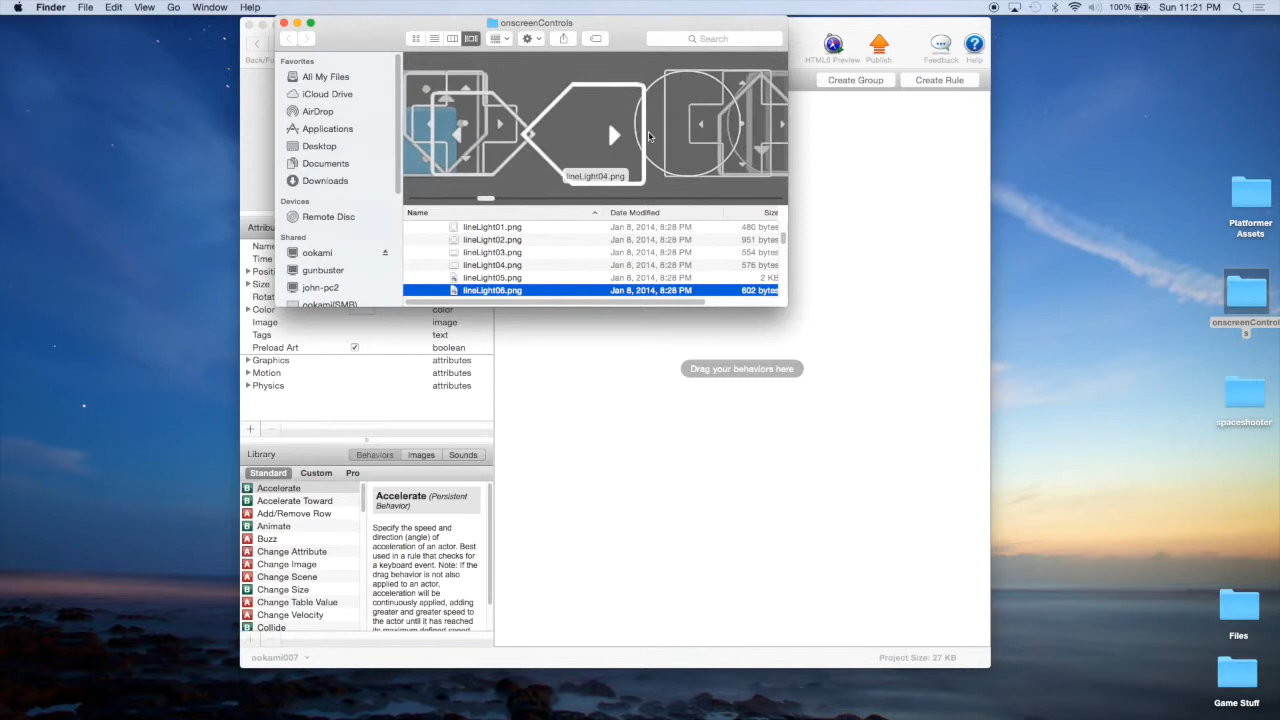 Finder File Edit View Go Window Help 100% Sun 11:21 PM
onscreenControls
Search
Favorites
All My Files
iCloud Drive
AirDrop
Applications
Desktop
Documents
Downloads
Devices
Remote Disc
Shared
ookami
gunbuster
john-pc2
ookami(SMB)
lineLight04.png
Name Date Modified Size
lineLight01.png Jan 8, 2014, 8:28 PM 480 bytes
lineLight02.png Jan 8, 2014, 8:28 PM 951 bytes
lineLight03.png Jan 8, 2014, 8:28 PM 554 bytes
lineLight04.png Jan 8, 2014, 8:28 PM 576 bytes
lineLight05.png Jan 8, 2014, 8:28 PM 2 KB
lineLight06.png Jan 8, 2014, 8:28 PM 602 bytes
HTML5 Preview Publish Feedback Help
Create Group Create Rule
Color color
Image image
Tags text
Preload Art boolean
Graphics attributes
Motion attributes
Physics attributes
Drag your behaviors here
Library Behaviors Images Sounds
Standard Custom Pro
Accelerate
Accelerate Toward
Add/Remove Row
Animate
Buzz
Change Attribute
Change Image
Change Scene
Change Size
Change Table Value
Change Velocity
Collide
Accelerate (Persistent
Behavior)
Specify the speed and
direction (angle) of
acceleration of an actor. Best
used in a rule that checks for
a keyboard event. Note: If the
drag behavior is not also
applied to an actor,
acceleration will be
continuously applied, adding
greater and greater speed to
the actor until it has reached
its maximum defined speed
ookami007
Project Size: 27 KB
Platformer
Assets
onscreenControl
s
spaceshooter
Files
Game Stuff